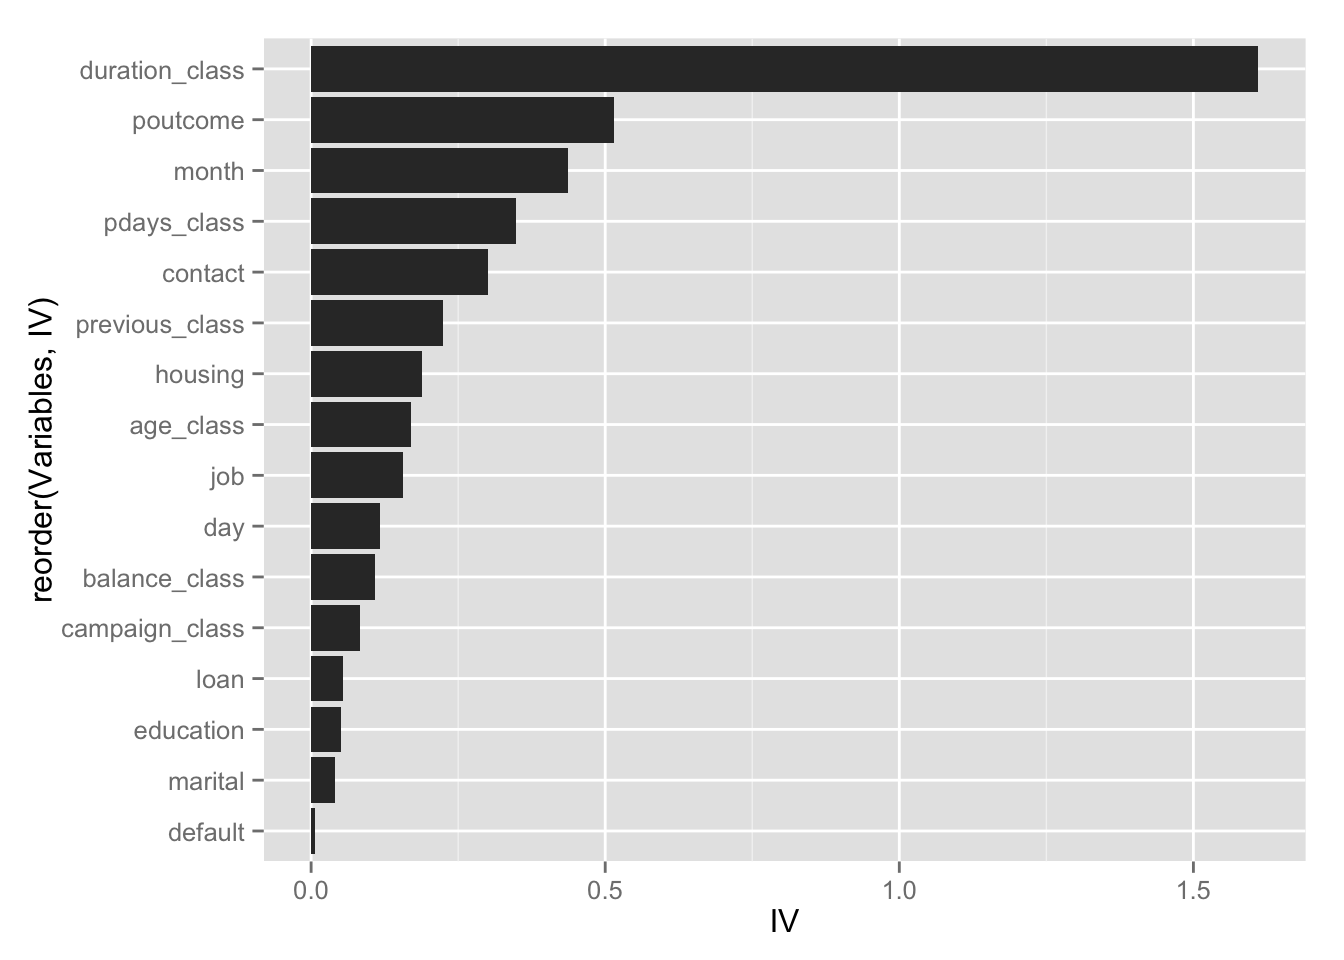 duration_class
poutcome
month
pdays_class
contact
previous_class
housing
age_class
job
day
balance_class
campaign_class
loan
education
marital
default
reorder(Variables, IV)
0.0 0.5 1.0 1.5
IV